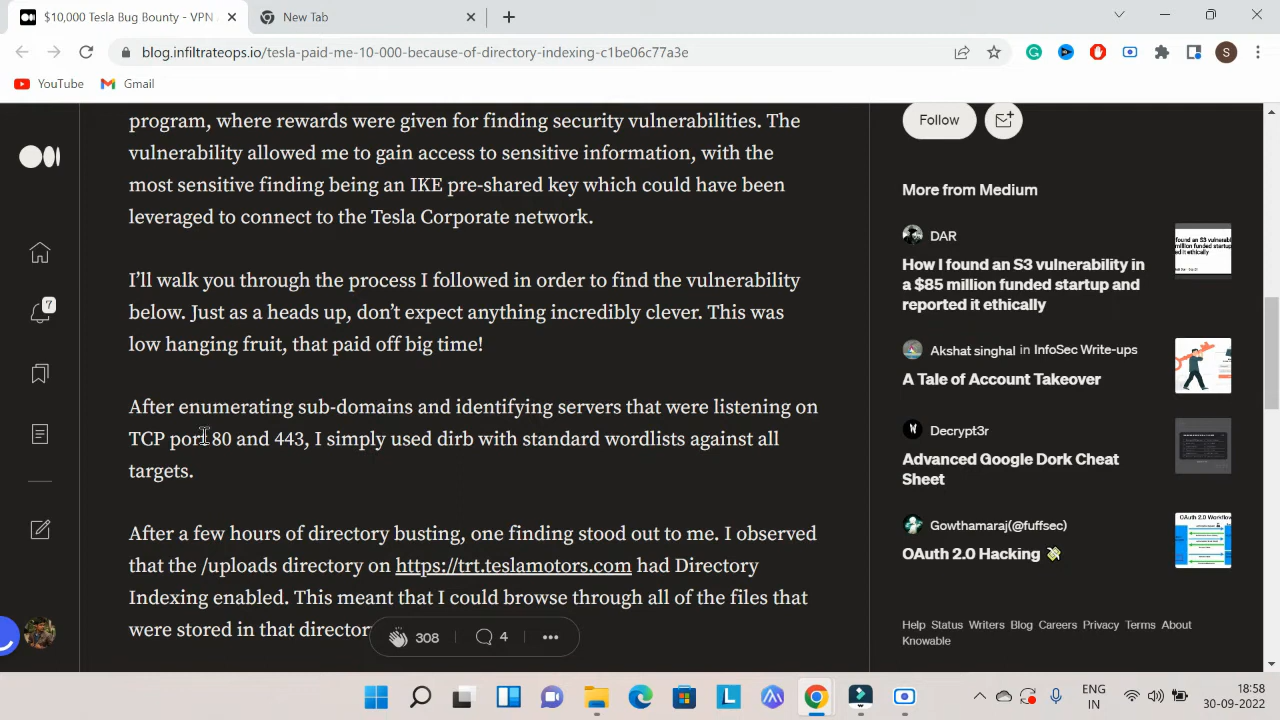 $10,000 Tesla Bug Bounty - VPN
New Tab
blog.infiltrateops.io/tesla-paid-me-10-000-because-of-directory-indexing-c1be06c77a3e
S
YouTube
Gmail
program, where rewards were given for finding security vulnerabilities. The
vulnerability allowed me to gain access to sensitive information, with the
most sensitive finding being an IKE pre-shared key which could have been
leveraged to connect to the Tesla Corporate network.
I'll walk you through the process I followed in order to find the vulnerability
below. Just as a heads up, don't expect anything incredibly clever. This was
low hanging fruit, that paid off big time!
After enumerating sub-domains and identifying servers that were listening on
TCP port 80 and 443, I simply used dirb with standard wordlists against all
targets.
After a few hours of directory busting, one finding stood out to me. I observed
that the /uploads directory on https://trt.teslamotors.com had Directory
Indexing enabled. This meant that I could browse through all of the files that
were stored in that director
308
4
7
Follow
More from Medium
DAR
How I found an S3 vulnerability in
a $85 million funded startup and
reported it ethically
Akshat singhal in InfoSec Write-ups
A Tale of Account Takeover
Decrypt3r
Advanced Google Dork Cheat
Sheet
Gowthamaraj(@fuffsec)
OAuth 2.0 Hacking 💸
OAuth 2.0 Workflow
Help Status Writers Blog Careers Privacy Terms About
Knowable
L
ENG
IN
18:58
30-09-2022